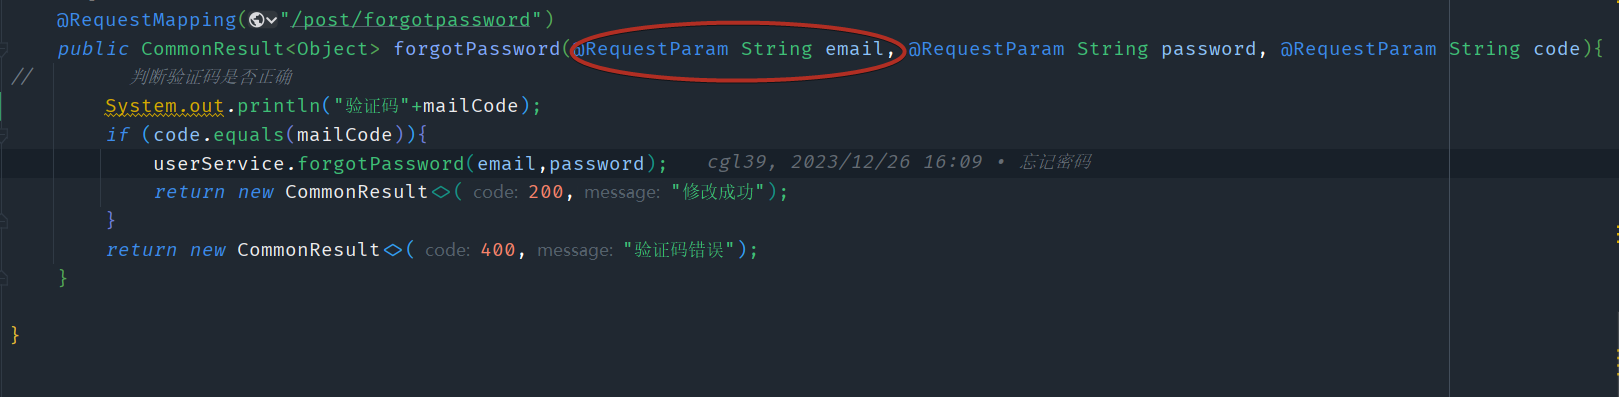 @RequestMapping("/post/forgotpassword")
public CommonResult<Object> forgotPassword(@RequestParam String email, @RequestParam String password, @RequestParam String code){
// 判断验证码是否正确
System.out.println("验证码"+mailCode);
if (code.equals(mailCode)){
userService.forgotPassword(email,password); cgl39, 2023/12/26 16:09 • 忘记密码
return new CommonResult<>( code: 200, message: "修改成功");
}
return new CommonResult<>( code: 400, message: "验证码错误");
}
}